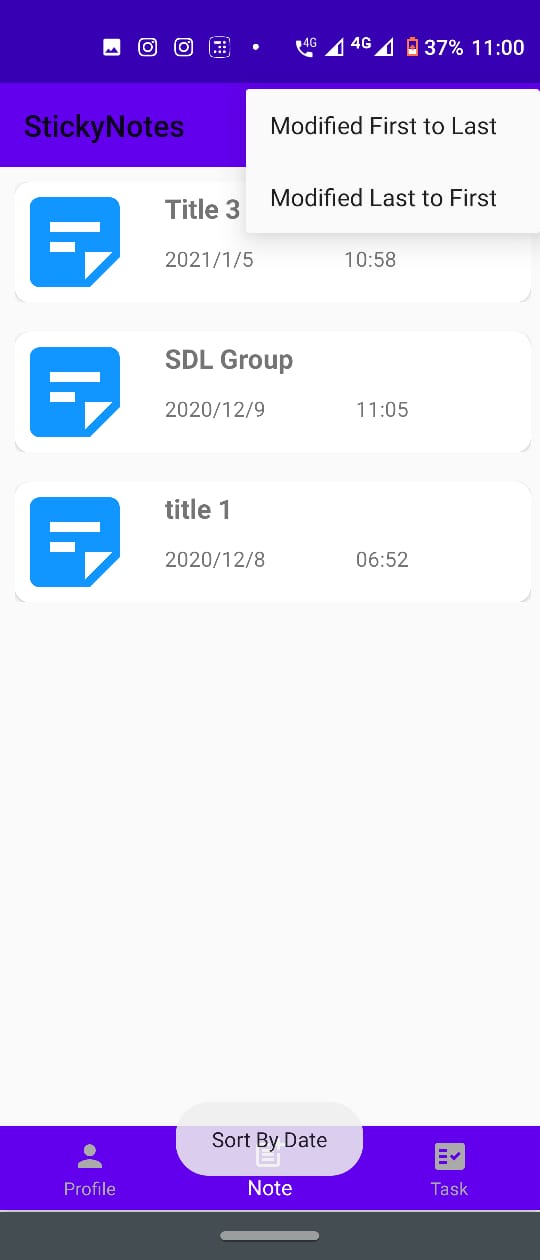 4G 4G 37% 11:00
StickyNotes
Modified First to Last
Modified Last to First
Title 3
2021/1/5 10:58
SDL Group
2020/12/9 11:05
title 1
2020/12/8 06:52
Sort By Date
Profile Note Task